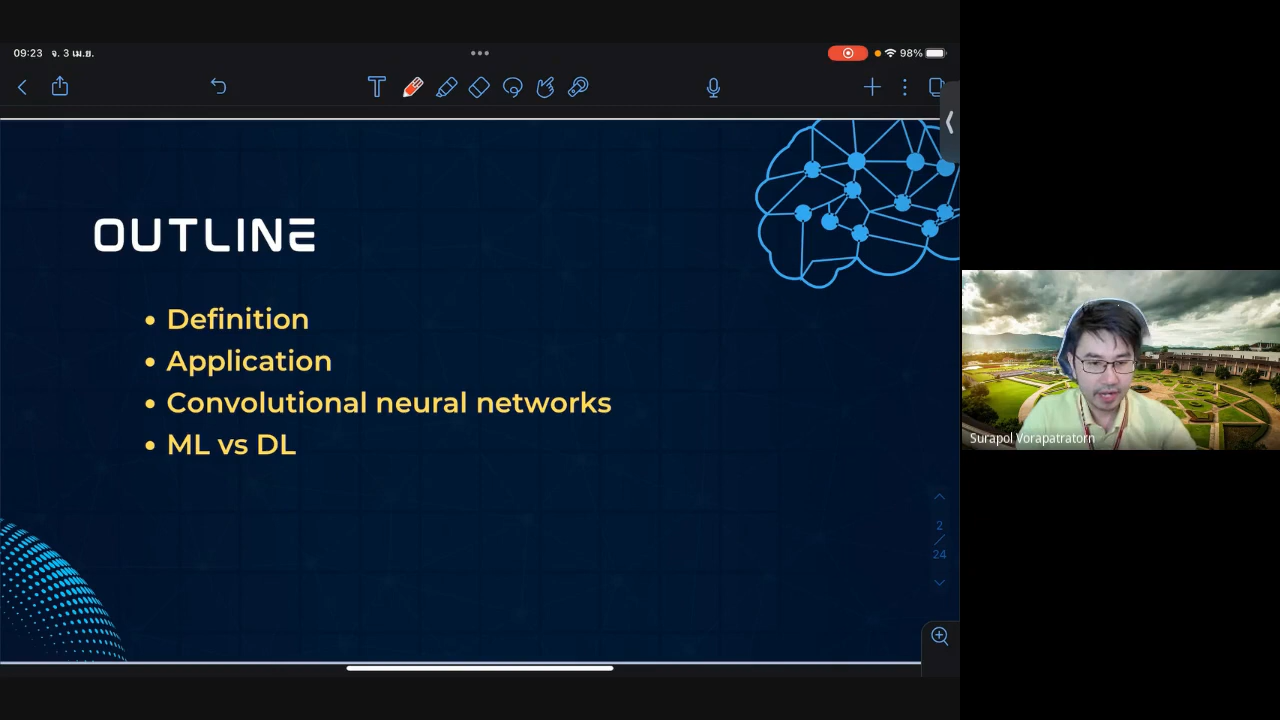 09:23 จ. 3 เม.ย.
98%
OUTLINE
• Definition
• Application
• Convolutional neural networks
• ML vs DL
2
24
Surapol Vorapatratorn